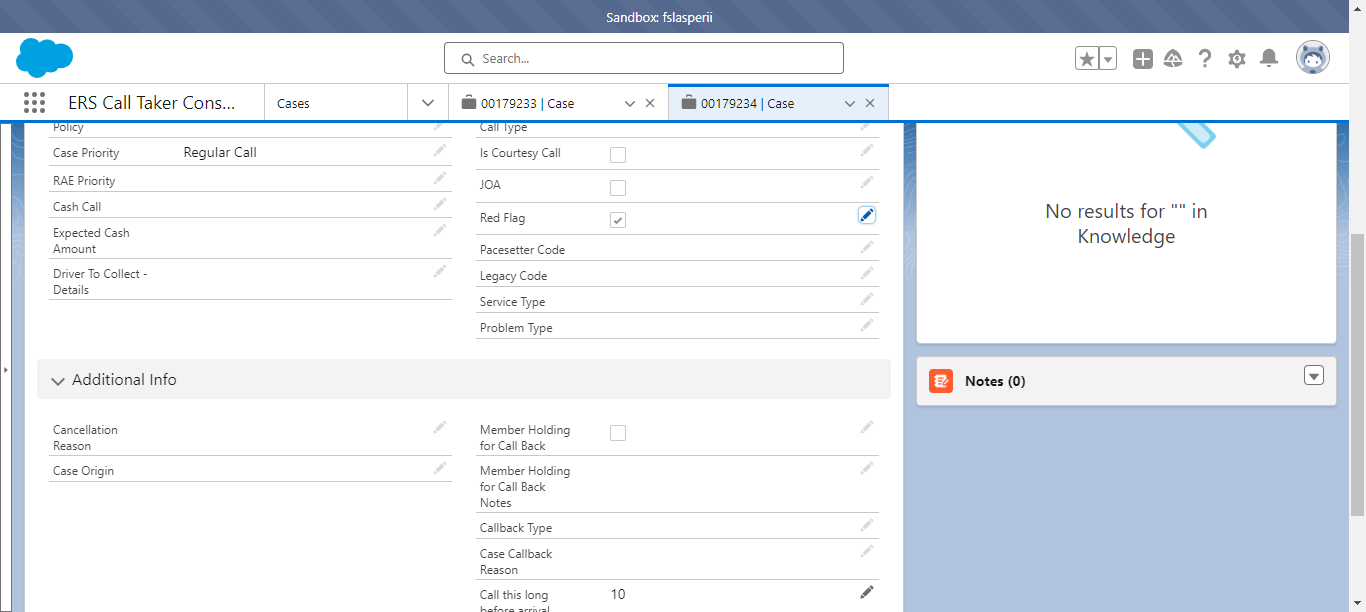 Sandbox: fslasperii
Search...
ERS Call Taker Cons...
Cases
00179233 | Case
00179234 | Case
Policy
Case Priority
Regular Call
RAE Priority
Cash Call
Expected Cash
Amount
Driver To Collect -
Details
Call Type
Is Courtesy Call
JOA
Red Flag
Pacesetter Code
Legacy Code
Service Type
Problem Type
Additional Info
Cancellation
Reason
Case Origin
Member Holding
for Call Back
Member Holding
for Call Back
Notes
Callback Type
Case Callback
Reason
Call this long
before arrival
10
No results for "" in
Knowledge
Notes (0)